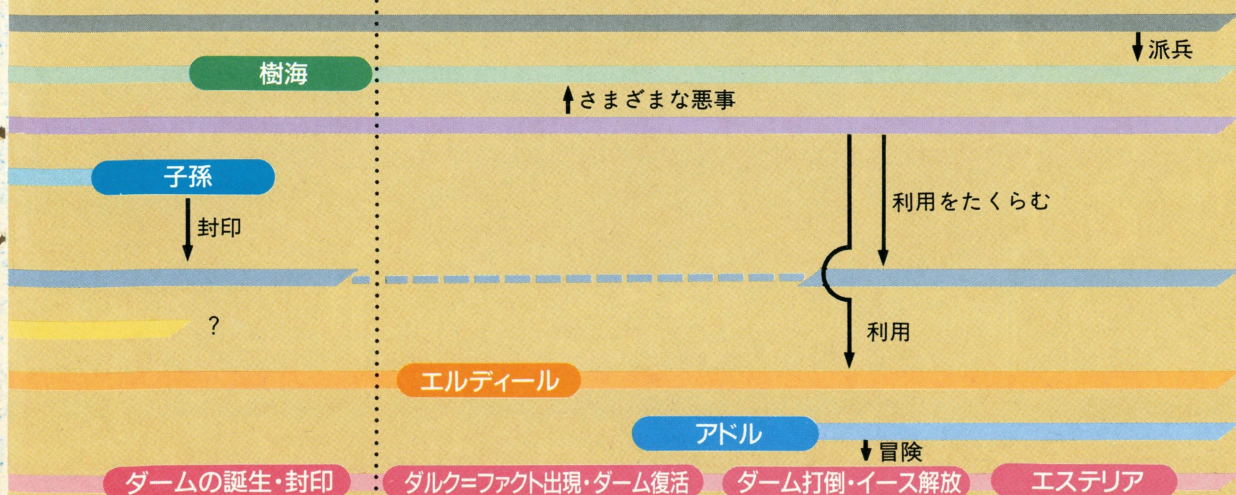 派兵
樹海
さまざまな悪事
子孫
利用をたくらむ
封印
?
利用
エルディール
アドル
冒険
ダームの誕生・封印
ダルク=ファクト出現・ダーム復活
ダーム打倒・イース解放
エステリア